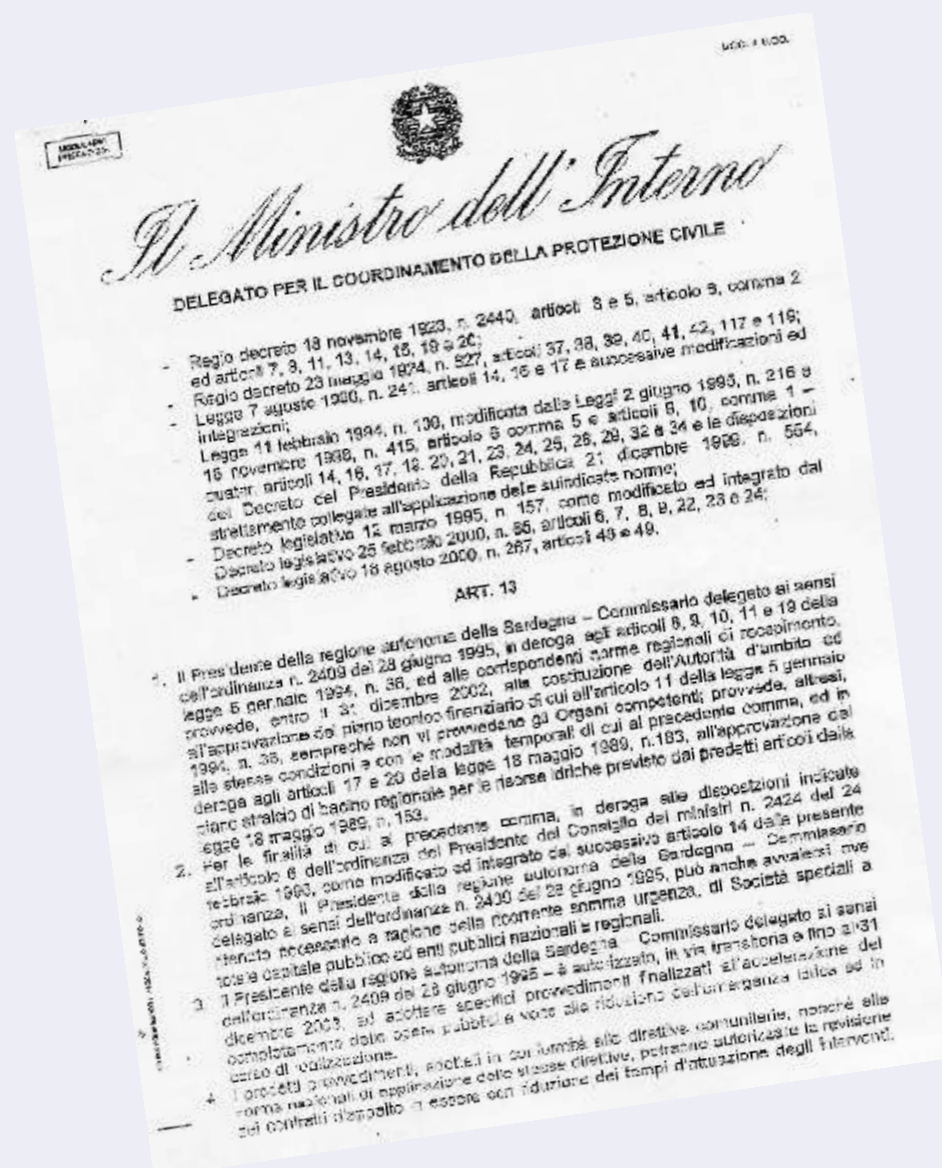 Il Ministro dell'Interno
DELEGATO PER IL COORDINAMENTO DELLA PROTEZIONE CIVILE
- Regio decreto 18 novembre 1923, n. 2440, articoli 3 e 5, articolo 6, comma 2
ed articoli 7, 8, 11, 13, 14, 15, 19 e 20;
- Regio decreto 23 maggio 1924, n. 827, articoli 37, 38, 39, 40, 41, 42, 117 e 119;
- Legge 7 agosto 1990, n. 241, articoli 14, 16 e 17 e successive modificazioni ed
integrazioni;
Legge 11 febbraio 1994, n. 109, modificata dalle Leggi 2 giugno 1995, n. 216 e
18 novembre 1998, n. 415, articolo 6 comma 5 e articoli 9, 10, comma 1 –
quater, articoli 14, 16, 17, 19, 20, 21, 23, 24, 25, 28, 29, 32 e 34 e le disposizioni
del Decreto del Presidente della Repubblica 21 dicembre 1999, n. 554,
strettamente collegate all'applicazione delle suindicate norme;
- Decreto legislativo 12 marzo 1995, n. 157, come modificato ed integrato dal
Decreto legislativo 25 febbraio 2000, n. 65, articoli 6, 7, 8, 9, 22, 23 e 24;
- Decreto legislativo 18 agosto 2000, n. 267, articoli 48 e 49.
ART. 13
1. Il Presidente della regione autonoma della Sardegna – Commissario delegato ai sensi
dell'ordinanza n. 2409 del 28 giugno 1995, in deroga agli articoli 8, 9, 10, 11 e 19 della
legge 5 gennaio 1994, n. 36, ed alle corrispondenti norme regionali di recepimento,
provvede, entro il 31 dicembre 2002, alla costituzione dell'Autorità d'ambito ed
all'approvazione del piano tecnico finanziario di cui all'articolo 11 della legge 5 gennaio
1994, n. 36, sempreché non vi provvedano gli Organi competenti; provvede, altresì,
alle stesse condizioni e con le modalità temporali di cui al precedente comma, ed in
deroga agli articoli 17 e 20 della legge 18 maggio 1989, n.183, all'approvazione del
piano stralcio di bacino regionale per le risorse idriche previsto dai predetti articoli della
legge 18 maggio 1989, n. 183.
2. Per le finalità di cui al precedente comma, in deroga alle disposizioni indicate
all'articolo 6 dell'ordinanza del Presidente del Consiglio dei ministri n. 2424 del 24
febbraio 1996, come modificato ed integrato dal successivo articolo 14 della presente
ordinanza, il Presidente della regione autonoma della Sardegna – Commissario
delegato ai sensi dell'ordinanza n. 2409 del 28 giugno 1995, può anche avvalersi ove
ritenuto necessario a ragione della ricorrente somma urgenza, di Società speciali a
totale capitale pubblico ed enti pubblici nazionali e regionali.
3. Il Presidente della regione autonoma della Sardegna – Commissario delegato ai sensi
dell'ordinanza n. 2409 del 28 giugno 1995 – è autorizzato, in via transitoria e fino al 31
dicembre 2003, ad adottare specifici provvedimenti finalizzati all'accelerazione del
completamento delle opere pubbliche volte alla riduzione dell'emergenza idrica ed in
corso di realizzazione.
4. I predetti provvedimenti, adottati in conformità alle direttive comunitarie, nonché alle
norme nazionali di applicazione delle stesse direttive, potranno autorizzare la revisione
dei contratti d'appalto in essere con riduzione dei tempi d'attuazione degli interventi.